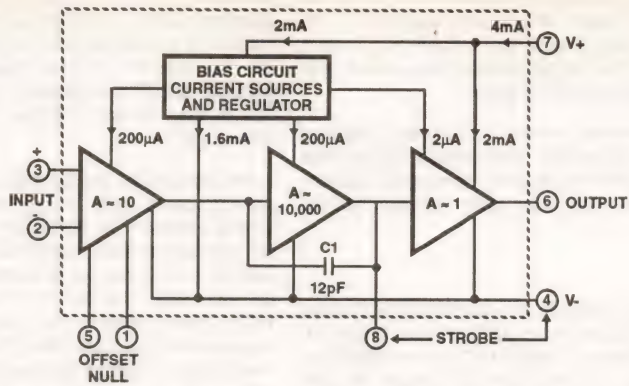 2mA
4mA
7 V+
BIAS CIRCUIT
CURRENT SOURCES
AND REGULATOR
200µA
1.6mA
200µA
2µA
2mA
+
3
INPUT
-
2
A ≈ 10
A ≈
10,000
A ≈ 1
6 OUTPUT
C1
12pF
4 V-
5
1
8
STROBE
OFFSET
NULL